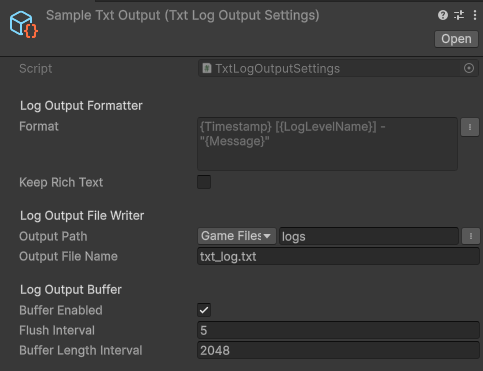 Sample Txt Output (Txt Log Output Settings)
Open
Script
TxtLogOutputSettings
Log Output Formatter
Format
{Timestamp} [{LogLevelName}] -
"{Message}"
Keep Rich Text
Log Output File Writer
Output Path
Game Files
logs
Output File Name
txt_log.txt
Log Output Buffer
Buffer Enabled
Flush Interval
5
Buffer Length Interval
2048